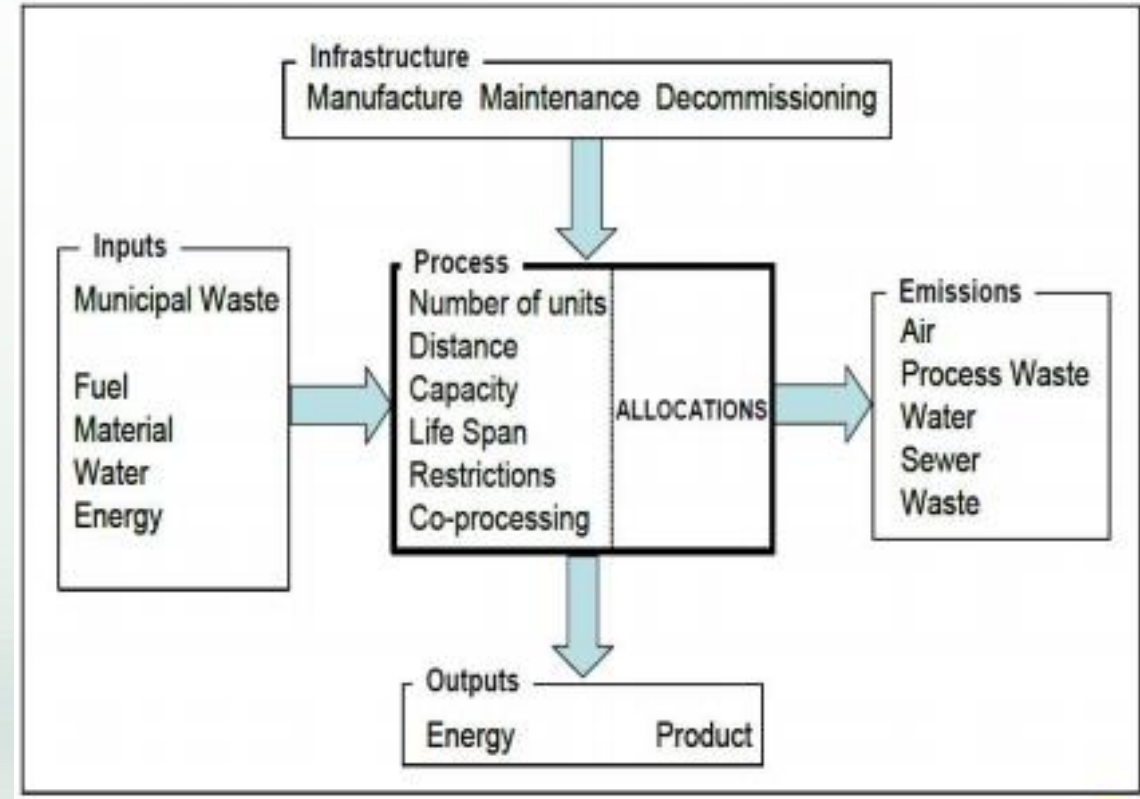 Infrastructure
Manufacture Maintenance Decommissioning
Inputs
Municipal Waste
Fuel
Material
Water
Energy
Process
Number of units
Distance
Capacity
Life Span
Restrictions
Co-processing
ALLOCATIONS
Emissions
Air
Process Waste
Water
Sewer
Waste
Outputs
Energy Product